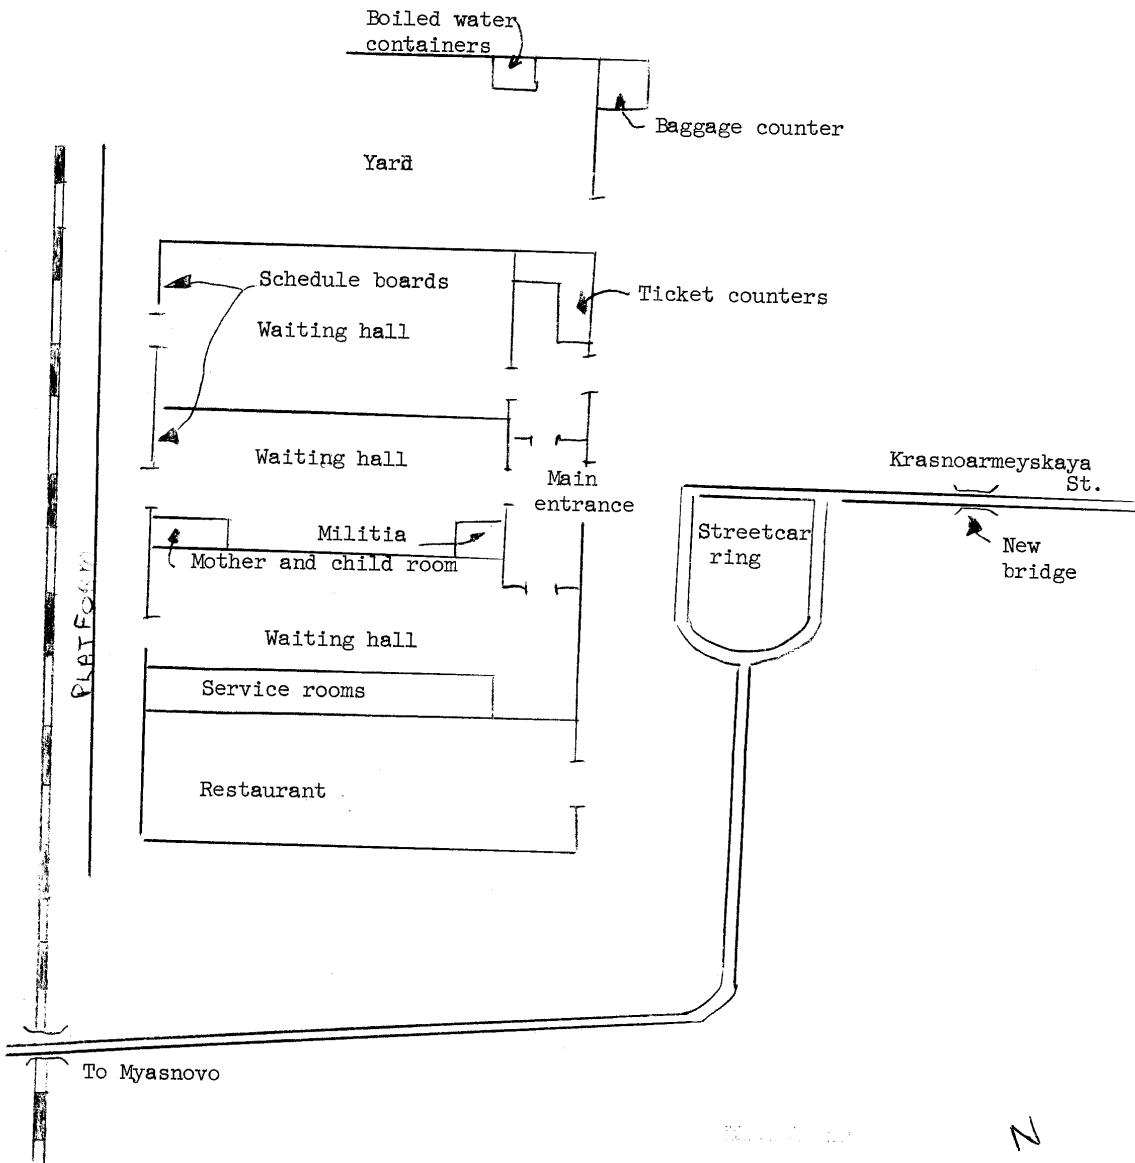 Boiled water
containers
Baggage counter
Yard
Schedule boards
Ticket counters
Waiting hall
Waiting hall
Krasnoarmeyskaya
St.
Main
entrance
Militia
Streetcar
ring
New
bridge
Mother and child room
PLATFORM
Waiting hall
Service rooms
Restaurant
To Myasnovo
N